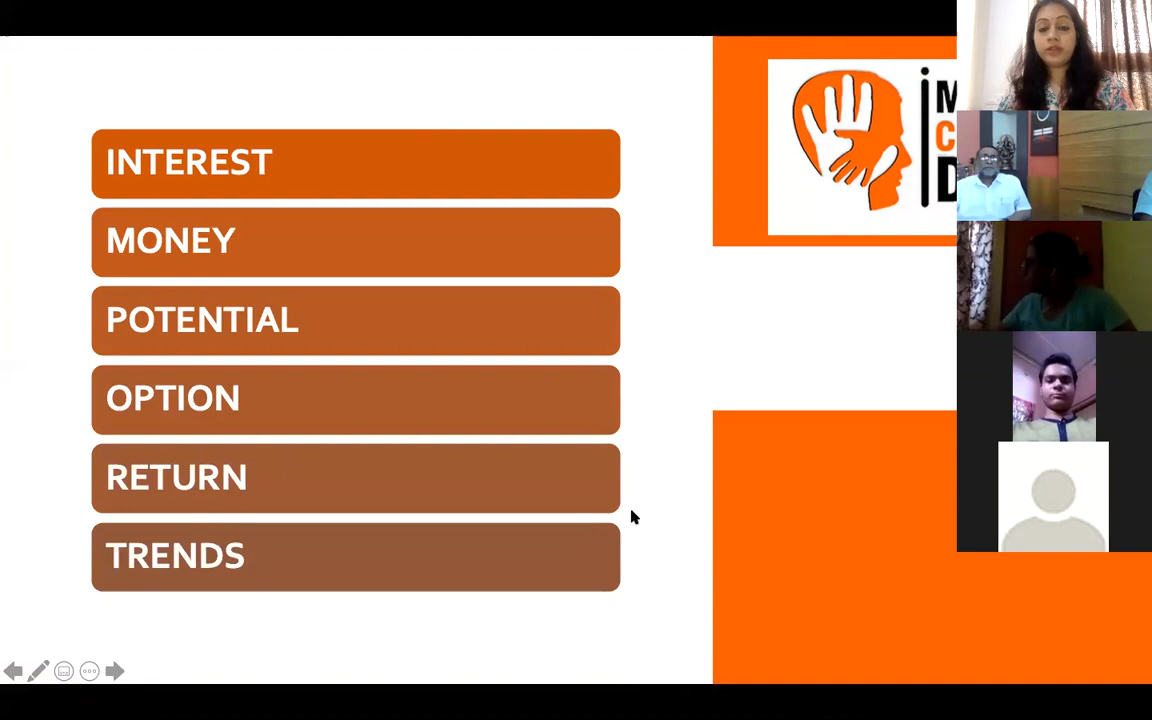 INTEREST
MONEY
POTENTIAL
OPTION
RETURN
TRENDS
i
M
C
D